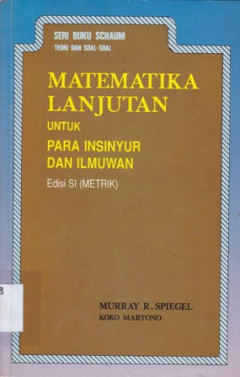 SERI BUKU SCHAUM
TEORI DAN SOAL-SOAL
MATEMATIKA
LANJUTAN
UNTUK
PARA INSINYUR
DAN ILMUWAN
Edisi SI (METRIK)
MURRAY R. SPIEGEL
KOKO MARTONO